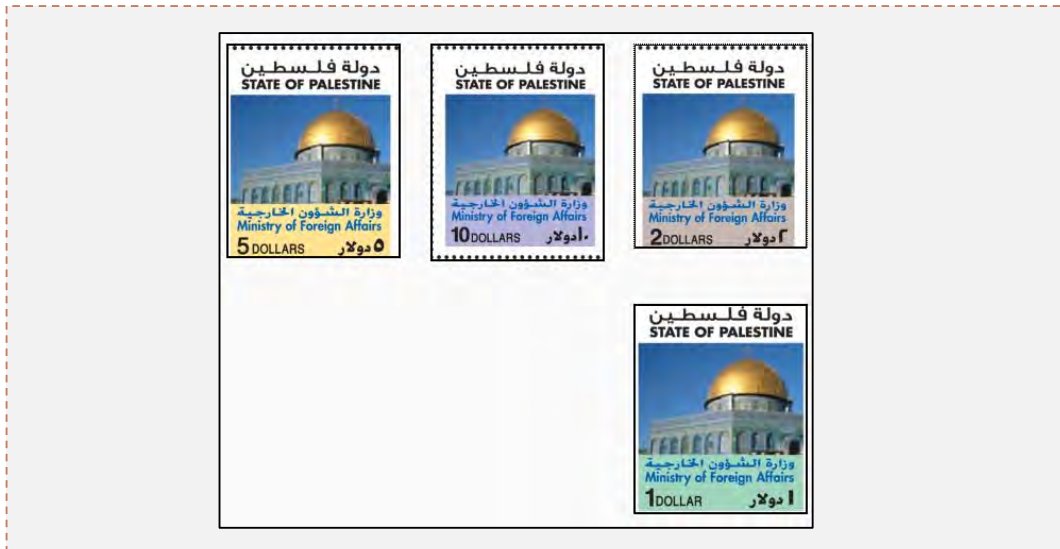 دولة فلسطين
STATE OF PALESTINE
وزارة الشؤون الخارجية
Ministry of Foreign Affairs
5 DOLLARS ٥ دولار
دولة فلسطين
STATE OF PALESTINE
وزارة الشؤون الخارجية
Ministry of Foreign Affairs
10 DOLLARS ١٠ دولار
دولة فلسطين
STATE OF PALESTINE
وزارة الشؤون الخارجية
Ministry of Foreign Affairs
2 DOLLARS ٢ دولار
دولة فلسطين
STATE OF PALESTINE
وزارة الشؤون الخارجية
Ministry of Foreign Affairs
1 DOLLAR ١ دولار